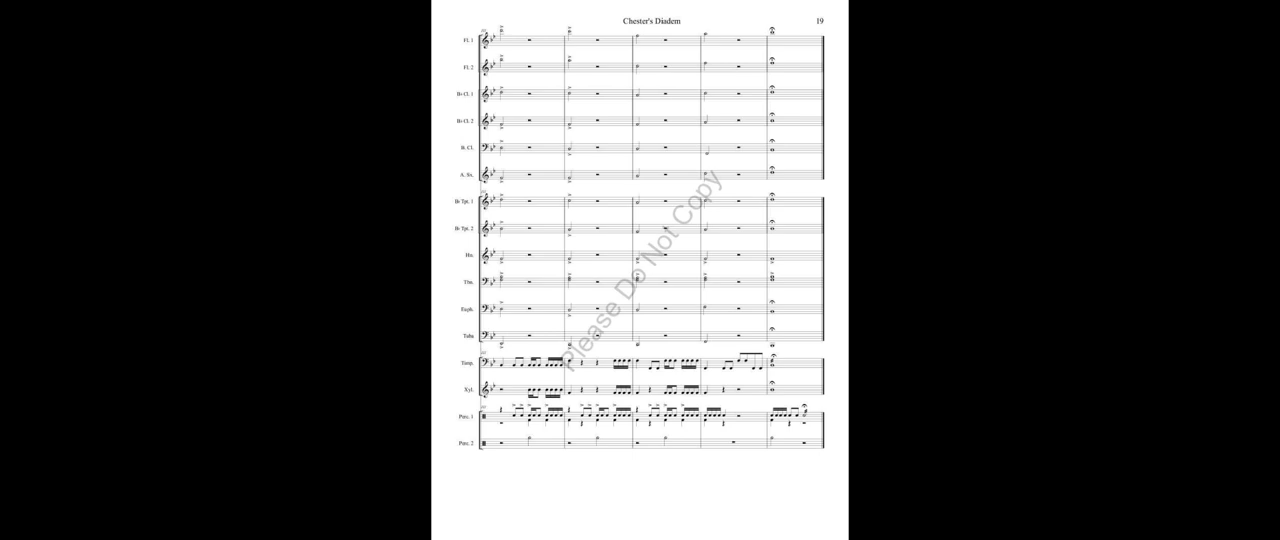 Chester's Diadem
19
Fl. 1
Fl. 2
B♭ Cl. 1
B♭ Cl. 2
B. Cl.
A. Sx.
B♭ Tpt. 1
B♭ Tpt. 2
Hn.
Tbn.
Euph.
Tuba
Timp.
Xyl.
Perc. 1
Perc. 2
Please Do Not Copy